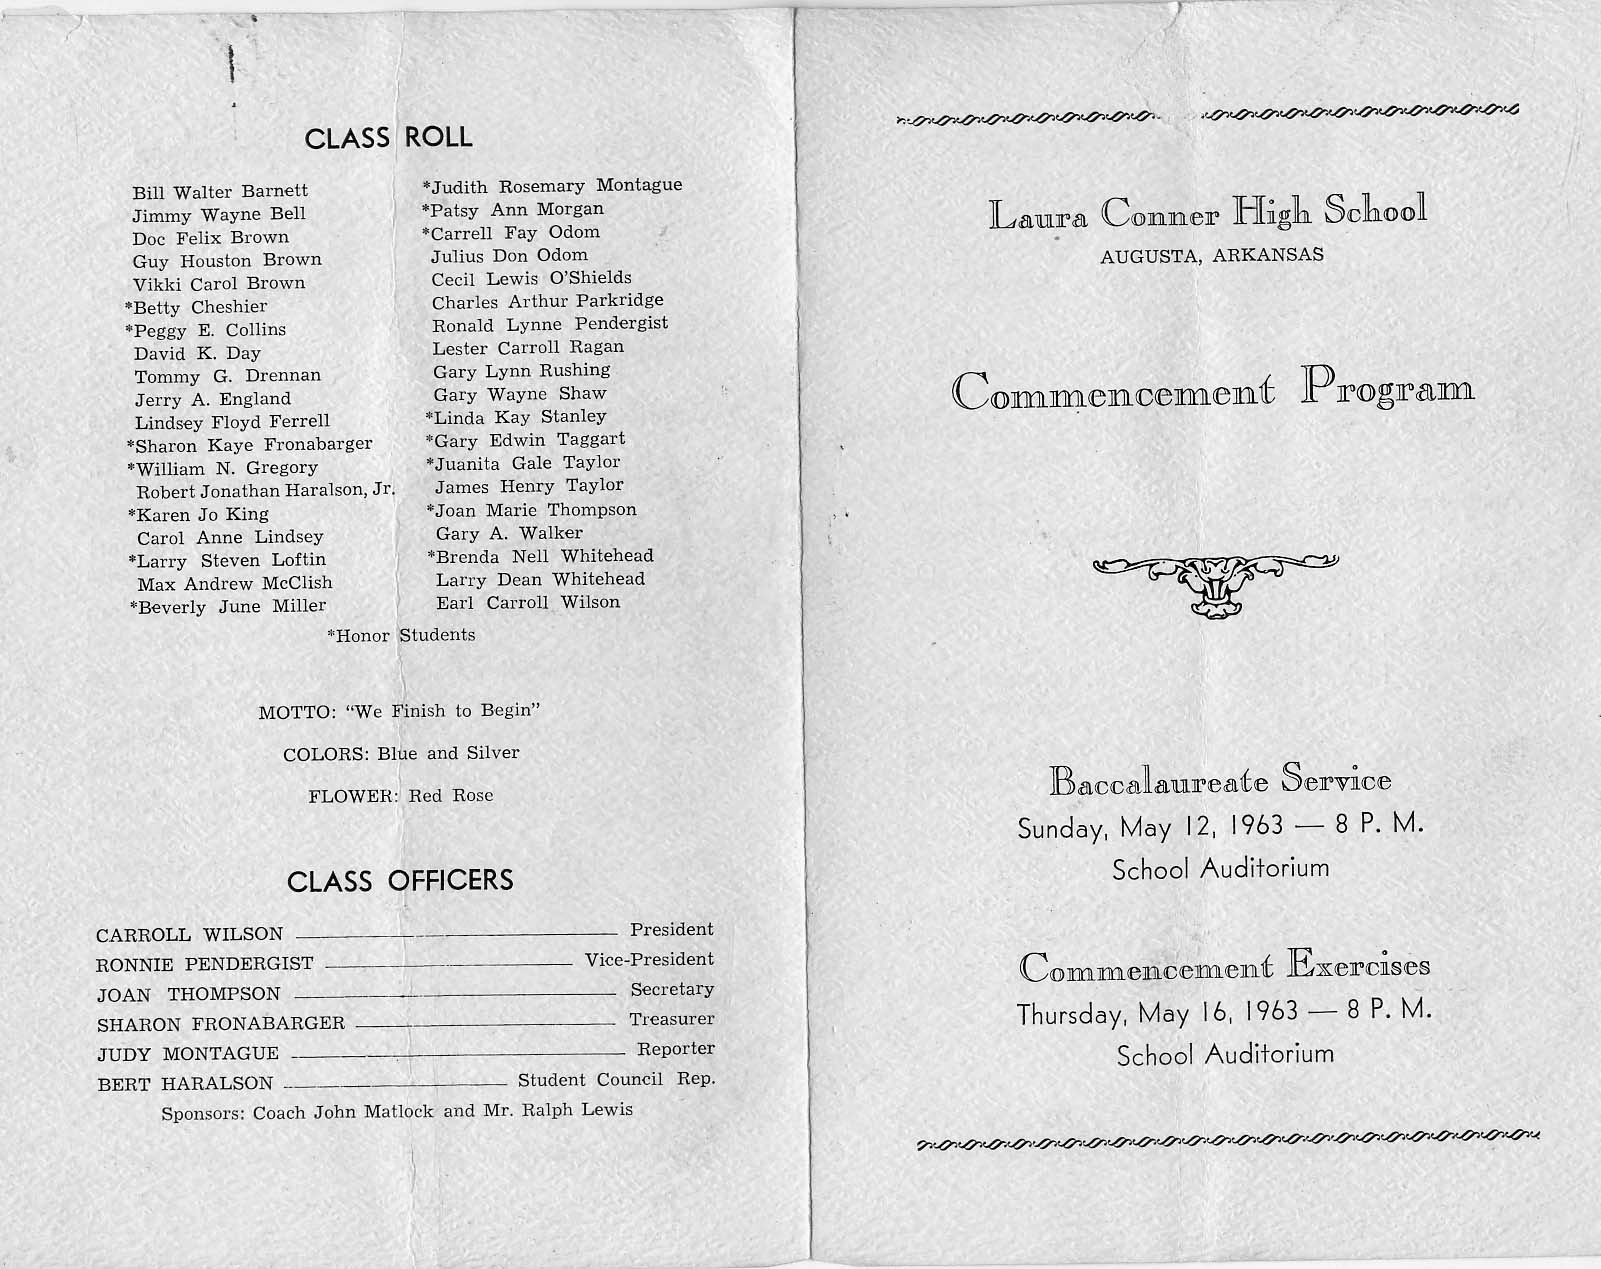 CLASS ROLL
Bill Walter Barnett
Jimmy Wayne Bell
Doc Felix Brown
Guy Houston Brown
Vikki Carol Brown
*Betty Cheshier
*Peggy E. Collins
David K. Day
Tommy G. Drennan
Jerry A. England
Lindsey Floyd Ferrell
*Sharon Kaye Fronabarger
*William N. Gregory
Robert Jonathan Haralson, Jr.
*Karen Jo King
Carol Anne Lindsey
*Larry Steven Loftin
Max Andrew McClish
*Beverly June Miller
*Judith Rosemary Montague
*Patsy Ann Morgan
*Carrell Fay Odom
Julius Don Odom
Cecil Lewis O'Shields
Charles Arthur Parkridge
Ronald Lynne Pendergist
Lester Carroll Ragan
Gary Lynn Rushing
Gary Wayne Shaw
*Linda Kay Stanley
*Gary Edwin Taggart
*Juanita Gale Taylor
James Henry Taylor
*Joan Marie Thompson
Gary A. Walker
*Brenda Nell Whitehead
Larry Dean Whitehead
Earl Carroll Wilson
*Honor Students
MOTTO: "We Finish to Begin"
COLORS: Blue and Silver
FLOWER: Red Rose
CLASS OFFICERS
CARROLL WILSON President
RONNIE PENDERGIST Vice-President
JOAN THOMPSON Secretary
SHARON FRONABARGER Treasurer
JUDY MONTAGUE Reporter
BERT HARALSON Student Council Rep.
Sponsors: Coach John Matlock and Mr. Ralph Lewis
Laura Conner High School
AUGUSTA, ARKANSAS
Commencement Program
Baccalaureate Service
Sunday, May 12, 1963 — 8 P. M.
School Auditorium
Commencement Exercises
Thursday, May 16, 1963 — 8 P. M.
School Auditorium